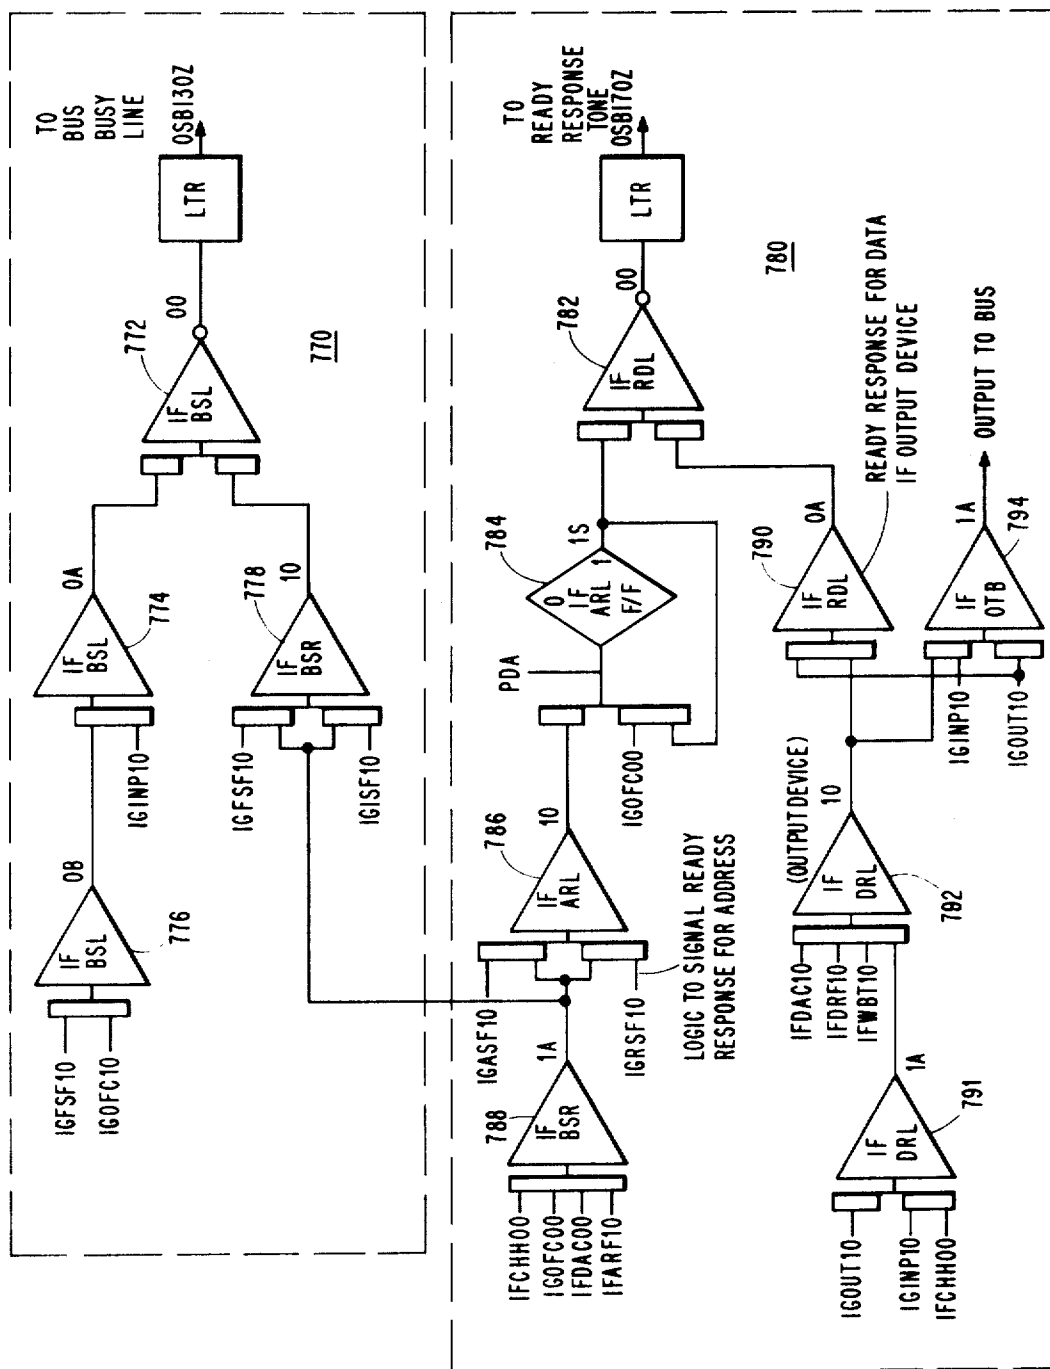 TO
BUS
BUSY
LINE
OSB130Z
LTR
00
772
IF
BSL
770
0A
IF
BSL
774
10
778
IF
BSR
IGINP10
IGFSF10
IGISF10
0B
IF
BSL
776
IGFSF10
IGOFC10
TO
READY
RESPONSE
TONE
OSB170Z
LTR
00
782
IF
RDL
780
1S
784
0
1
IF
ARL
F/F
PDA
IGOFC00
10
786
IF
ARL
IGASF10
IGRSF10
LOGIC TO SIGNAL READY
RESPONSE FOR ADDRESS
1A
788
IF
BSR
IFCHH00
IGOFC00
IFDAC00
IFARF10
0A
790
IF
RDL
READY RESPONSE FOR DATA
IF OUTPUT DEVICE
OUTPUT TO BUS
1A
794
IF
OTB
IGINP10
IGOUT10
(OUTPUT DEVICE)
10
IF
DRL
792
IFDAC10
IFDRF10
IFWBT10
1A
IF
DRL
791
IGOUT10
IGINP10
IFCHH00